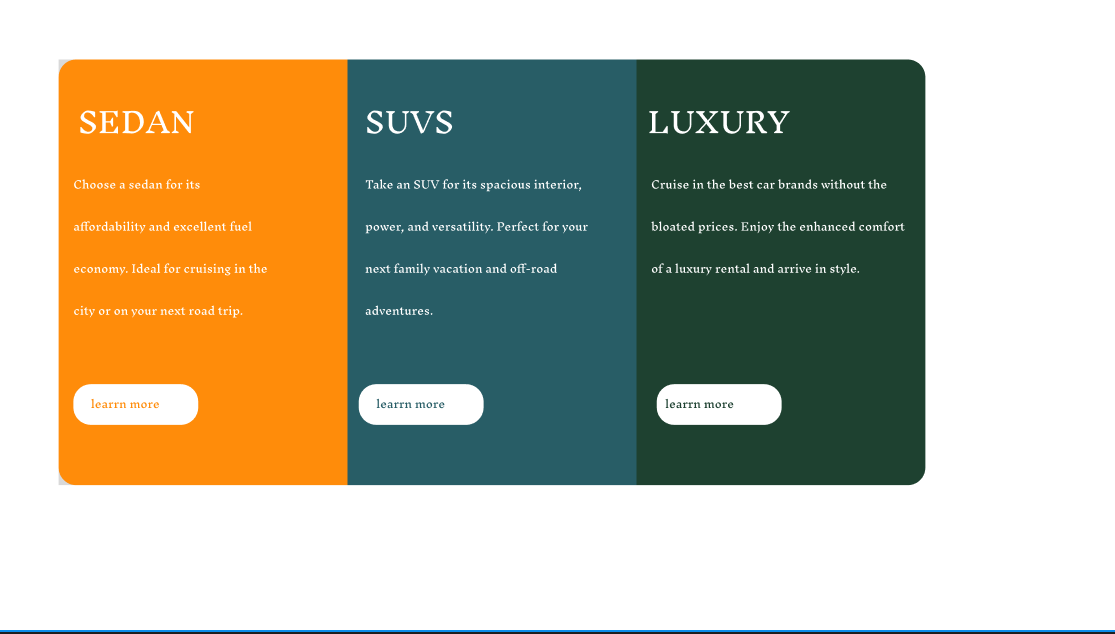 SEDAN
Choose a sedan for its
affordability and excellent fuel
economy. Ideal for cruising in the
city or on your next road trip.
learrn more
SUVS
Take an SUV for its spacious interior,
power, and versatility. Perfect for your
next family vacation and off-road
adventures.
learrn more
LUXURY
Cruise in the best car brands without the
bloated prices. Enjoy the enhanced comfort
of a luxury rental and arrive in style.
learrn more